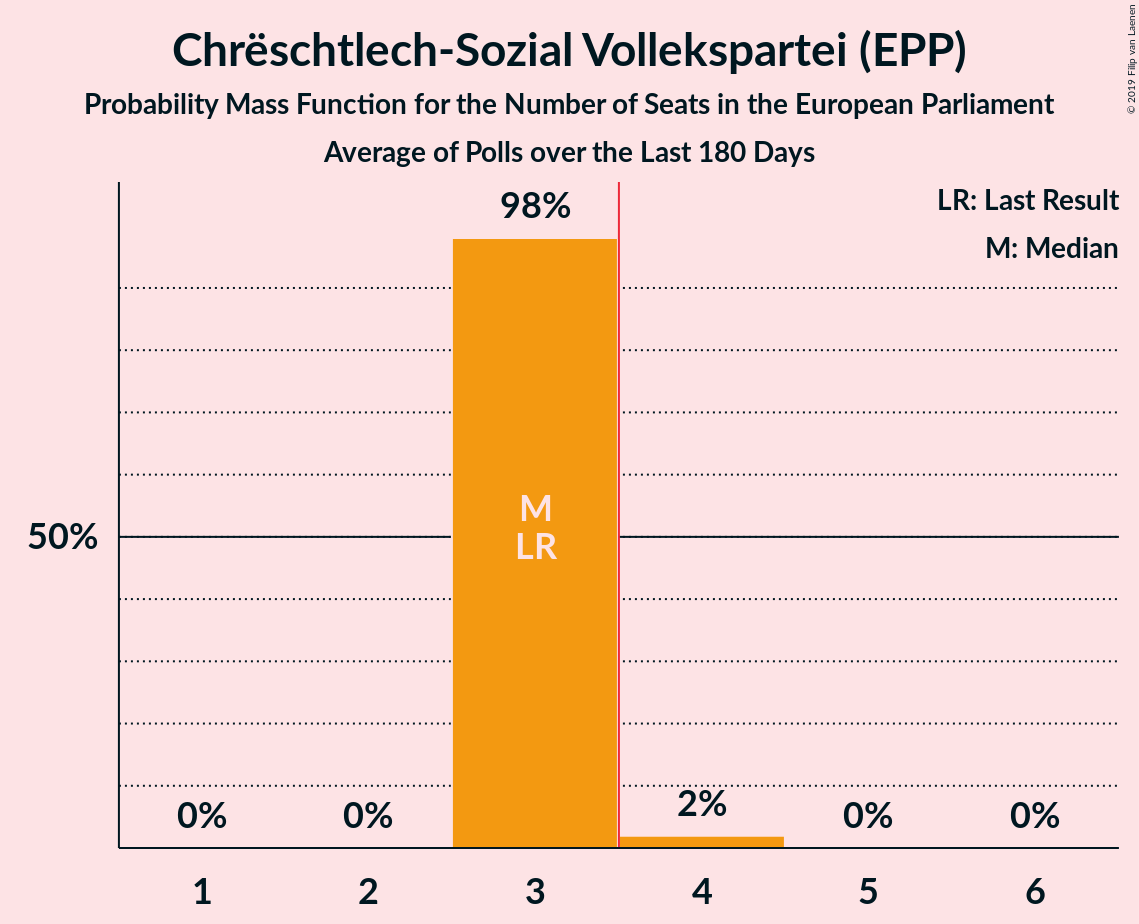 Chrëschtlech-Sozial Vollekspartei (EPP)
Probability Mass Function for the Number of Seats in the European Parliament
Average of Polls over the Last 180 Days
© 2019 Filip van Laenen
LR: Last Result
M: Median
98%
50%
M
LR
0%
0%
2%
0%
0%
1
2
3
4
5
6